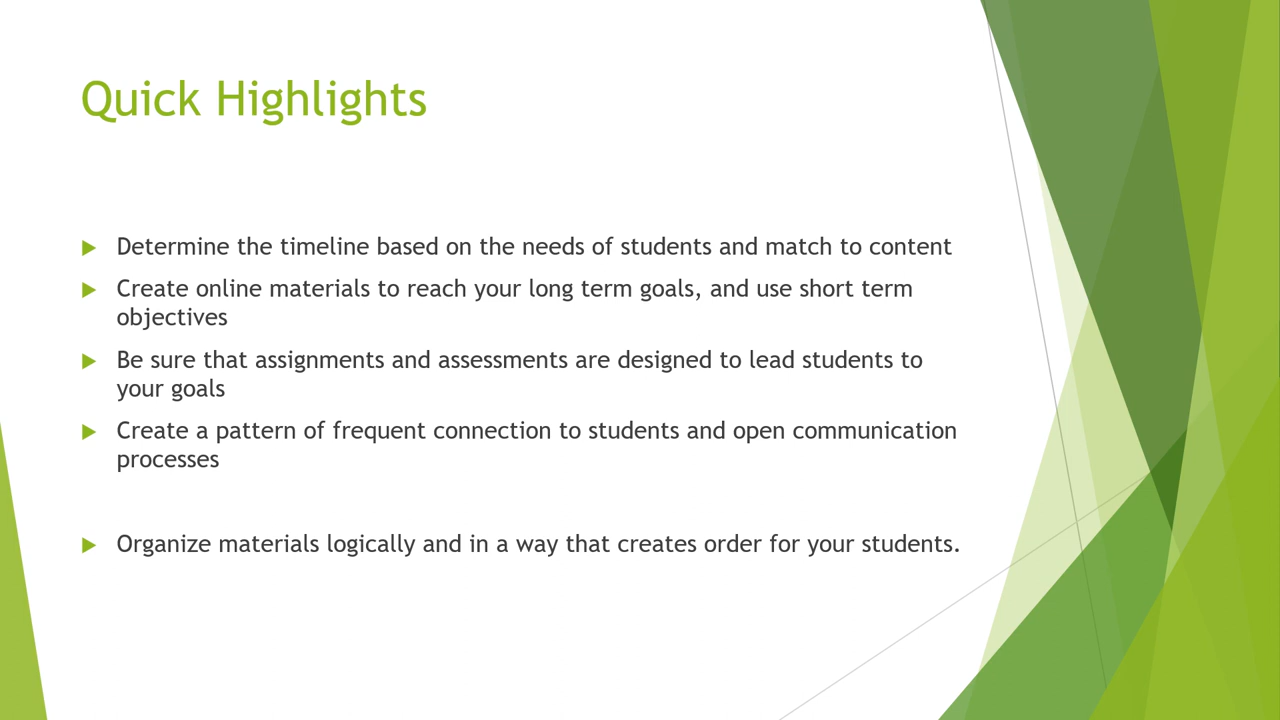 Quick Highlights
Determine the timeline based on the needs of students and match to content
Create online materials to reach your long term goals, and use short term
objectives
Be sure that assignments and assessments are designed to lead students to
your goals
Create a pattern of frequent connection to students and open communication
processes
Organize materials logically and in a way that creates order for your students.